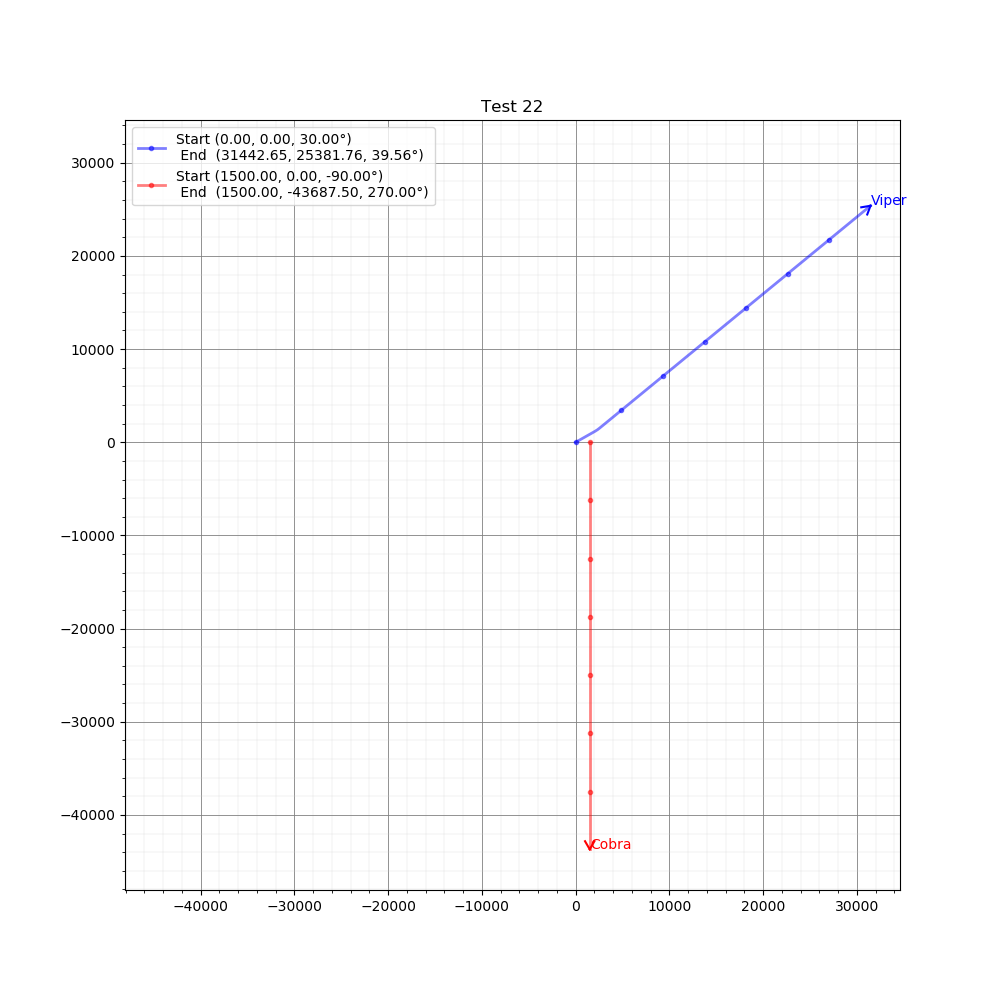 Test 22
Start (0.00, 0.00, 30.00°)
End (31442.65, 25381.76, 39.56°)
Start (1500.00, 0.00, -90.00°)
End (1500.00, -43687.50, 270.00°)
30000
Viper
20000
10000
0
−10000
−20000
−30000
−40000
Cobra
−40000 −30000 −20000 −10000 0 10000 20000 30000